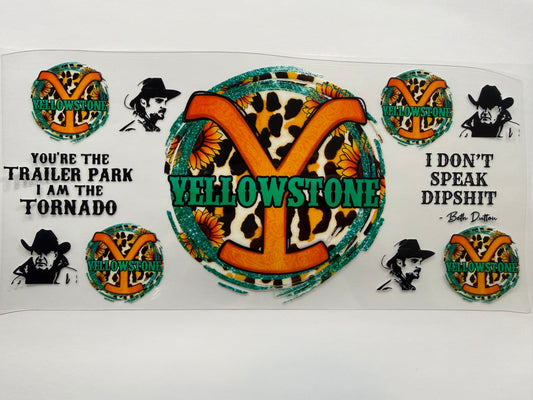 YELLOWSTONE
YOU'RE THE
TRAILER PARK
I AM THE
TORNADO
YELLOWSTONE
Y
YELLOWSTONE
YELLOWSTONE
I DON'T
SPEAK
DIPSHIT
- Beth Dutton
YELLOWSTONE